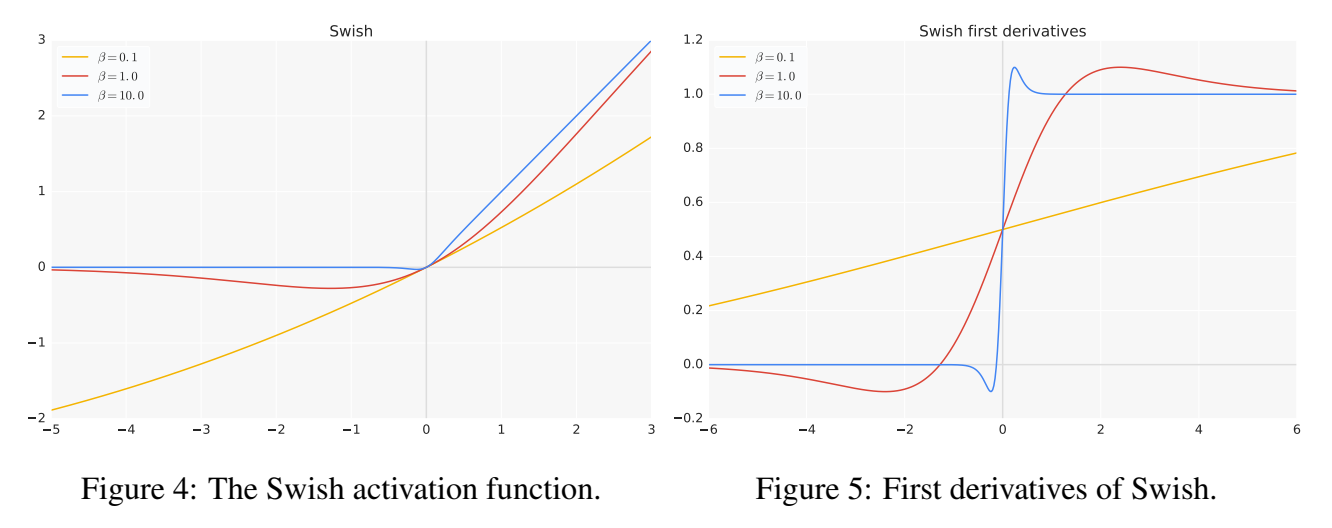 Swish
β = 0.1
β = 1.0
β = 10.0
3
2
1
0
−1
−2
−5 −4 −3 −2 −1 0 1 2 3
Swish first derivatives
β = 0.1
β = 1.0
β = 10.0
1.2
1.0
0.8
0.6
0.4
0.2
0.0
−0.2
−6 −4 −2 0 2 4 6
Figure 4: The Swish activation function.
Figure 5: First derivatives of Swish.